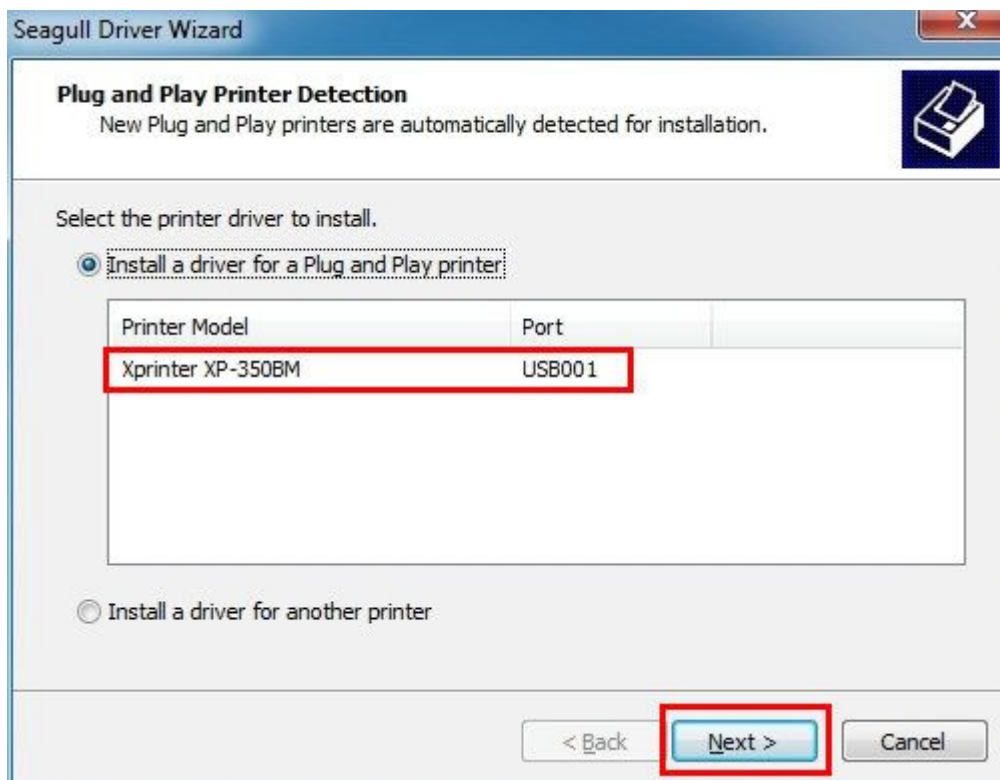 Seagull Driver Wizard
Plug and Play Printer Detection
New Plug and Play printers are automatically detected for installation.
Select the printer driver to install.
Install a driver for a Plug and Play printer
Printer Model Port
Xprinter XP-350BM USB001
Install a driver for another printer
< Back Next > Cancel